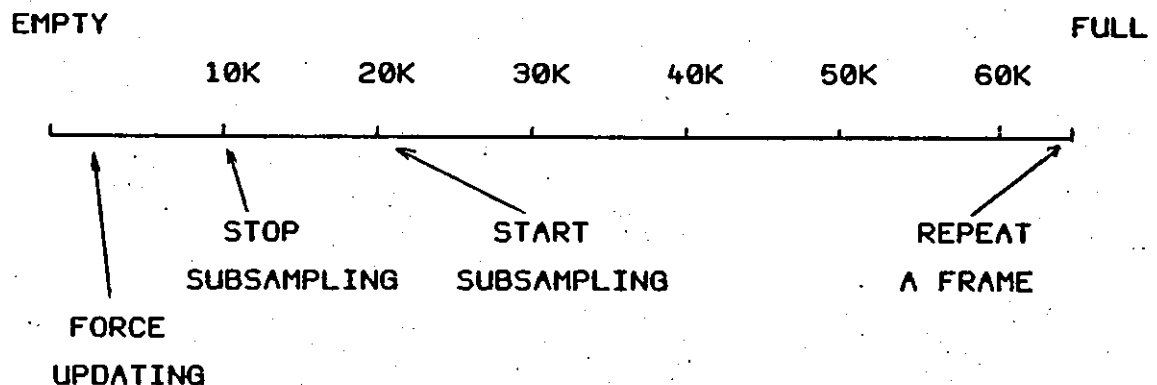 EMPTY
FULL
10K 20K 30K 40K 50K 60K
STOP
SUBSAMPLING
START
SUBSAMPLING
REPEAT
A FRAME
FORCE
UPDATING